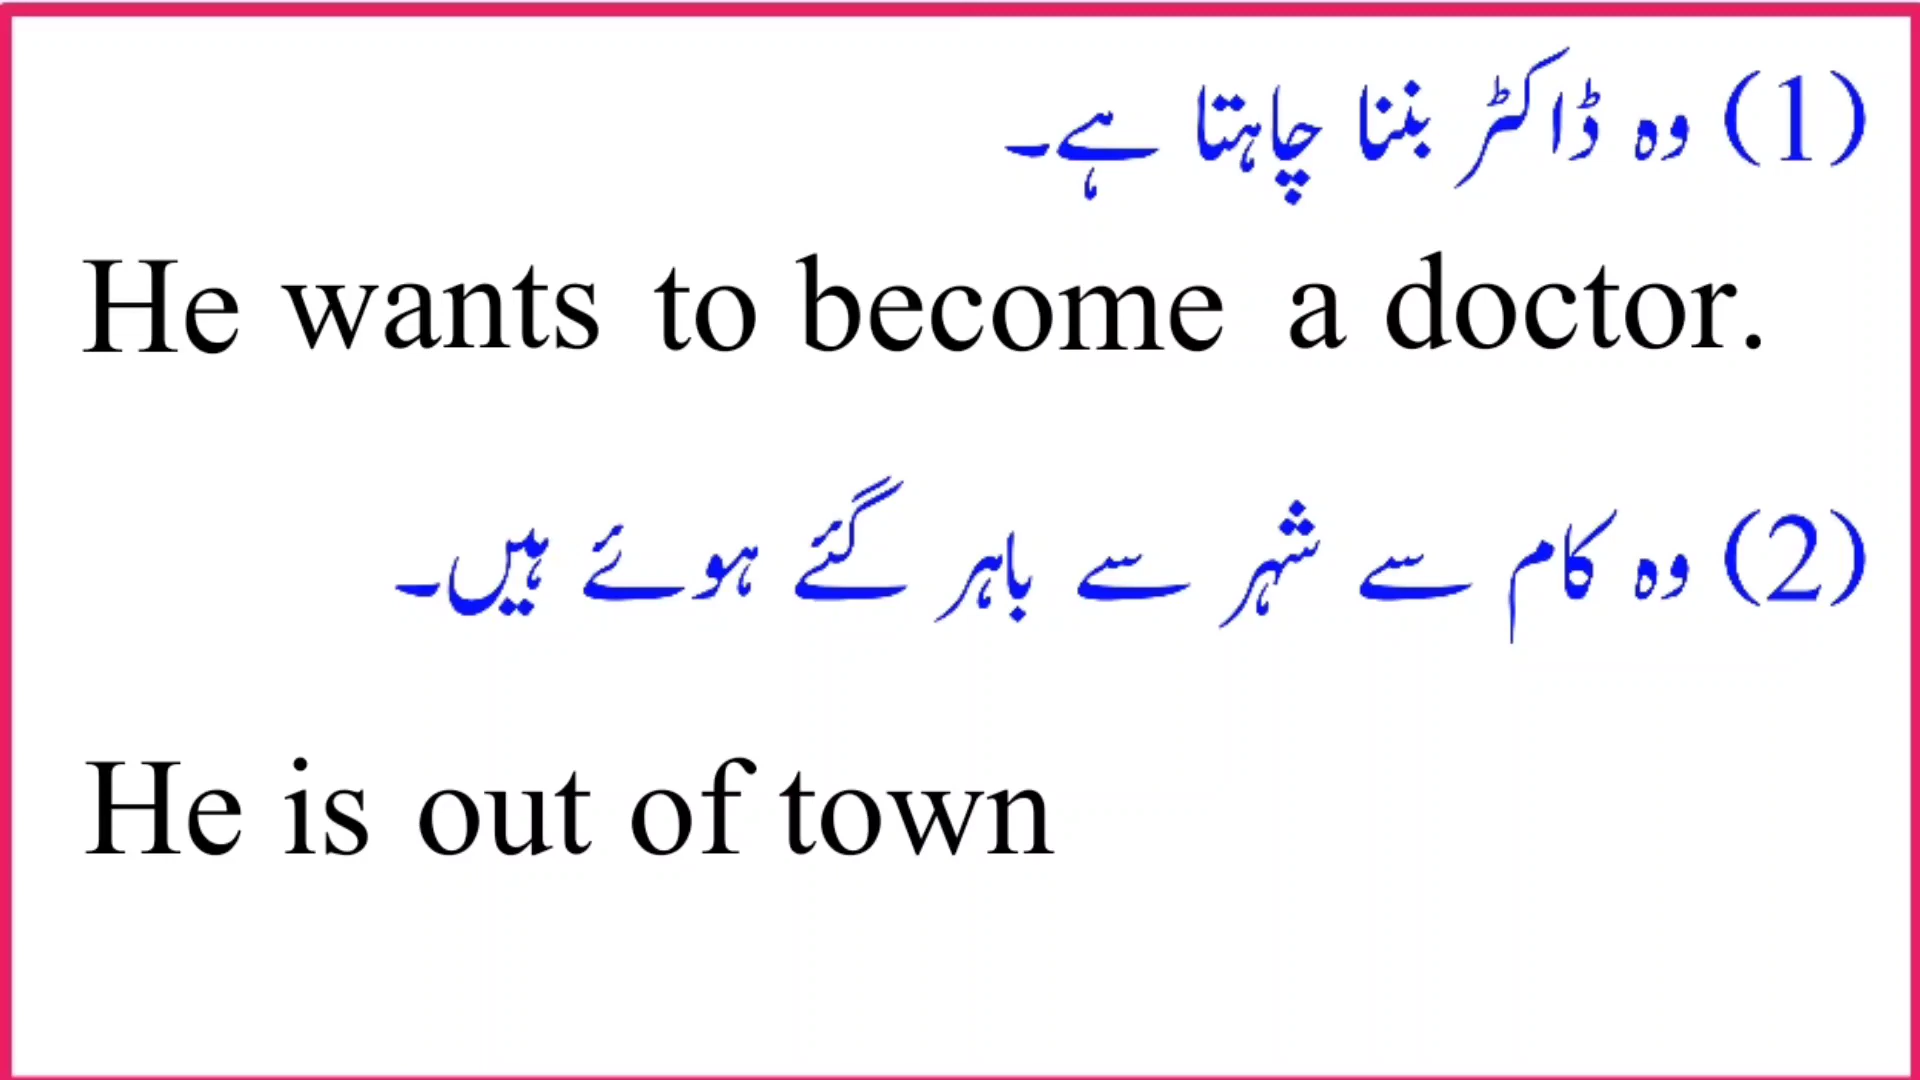 (1) وہ ڈاکٹر بننا چاہتا ہے۔
He wants to become a doctor.
(2) وہ کام سے شہر سے باہر گئے ہوئے ہیں۔
He is out of town